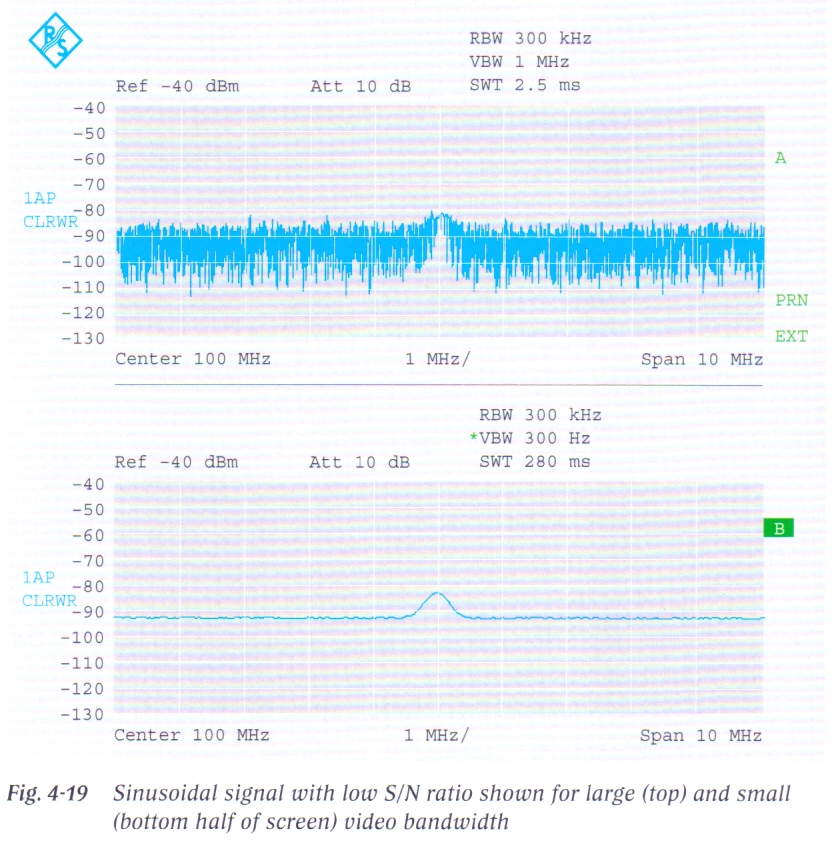 R
S
RBW 300 kHz
VBW 1 MHz
Ref -40 dBm Att 10 dB SWT 2.5 ms
-40
-50
-60
A
-70
1AP
-80
CLRWR
-90
-100
-110
PRN
-120
EXT
-130
Center 100 MHz 1 MHz/ Span 10 MHz
RBW 300 kHz
*VBW 300 Hz
Ref -40 dBm Att 10 dB SWT 280 ms
-40
-50
B
-60
-70
1AP
-80
CLRWR
-90
-100
-110
-120
-130
Center 100 MHz 1 MHz/ Span 10 MHz
Fig. 4-19 Sinusoidal signal with low S/N ratio shown for large (top) and small
(bottom half of screen) video bandwidth